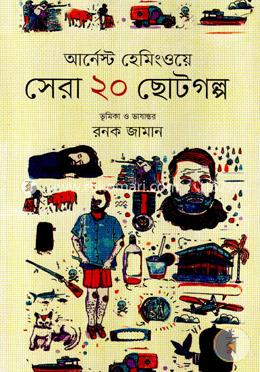 আর্নেস্ট হেমিংওয়ে
সেরা ২০ ছোটগল্প
ভূমিকা ও ভাষান্তর
রনক জামান